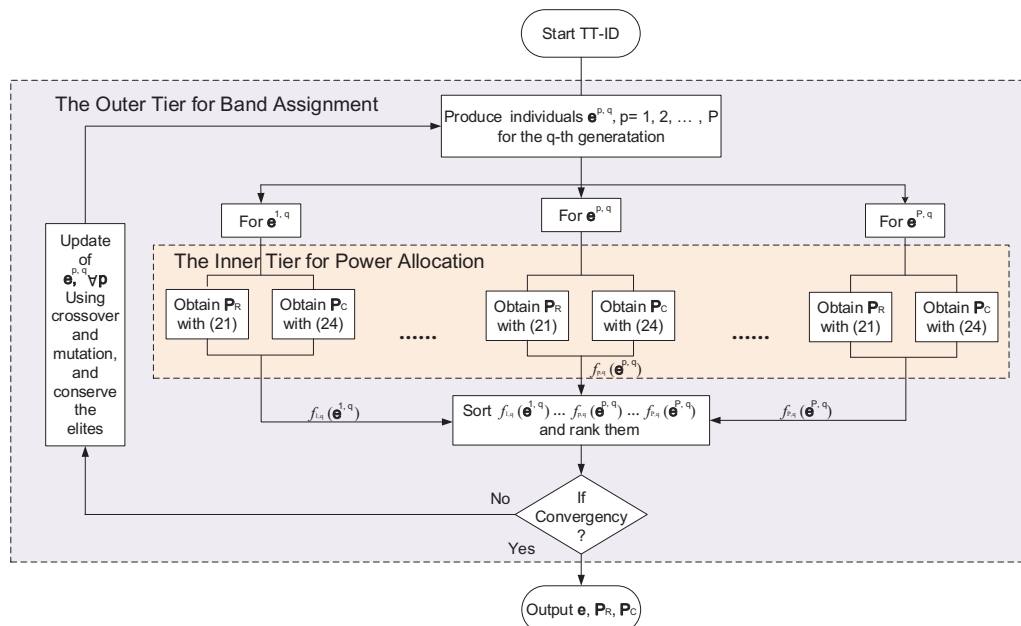 Start TT-ID
The Outer Tier for Band Assignment
Produce individuals e^{p, q}, p= 1, 2, ... , P
for the q-th generatation
For e^{1, q}
For e^{p, q}
For e^{P, q}
Update
of
e^{p, q}, ∀p
Using
crossover
and
mutation,
and
conserve
the
elites
The Inner Tier for Power Allocation
Obtain P_R
with (21)
Obtain P_C
with (24)
......
Obtain P_R
with (21)
Obtain P_C
with (24)
......
Obtain P_R
with (21)
Obtain P_C
with (24)
f_{p,q}(e^{p, q})
f_{1,q}(e^{1, q})
f_{P,q}(e^{P, q})
Sort f_{1,q}(e^{1, q}) ... f_{p,q}(e^{p, q}) ... f_{P,q}(e^{P, q})
and rank them
No
If
Convergency
?
Yes
Output e, P_R, P_C